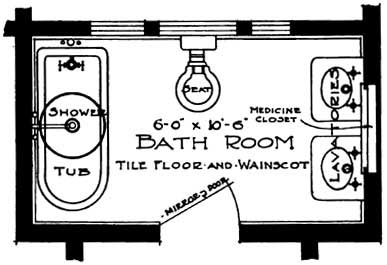 SEAT
SHOWER
6-0" x 10'-6"
MEDICINE
CLOSET
BATH ROOM
TILE FLOOR AND WAINSCOT
TUB
LAVATORIES
MIRROR DOOR